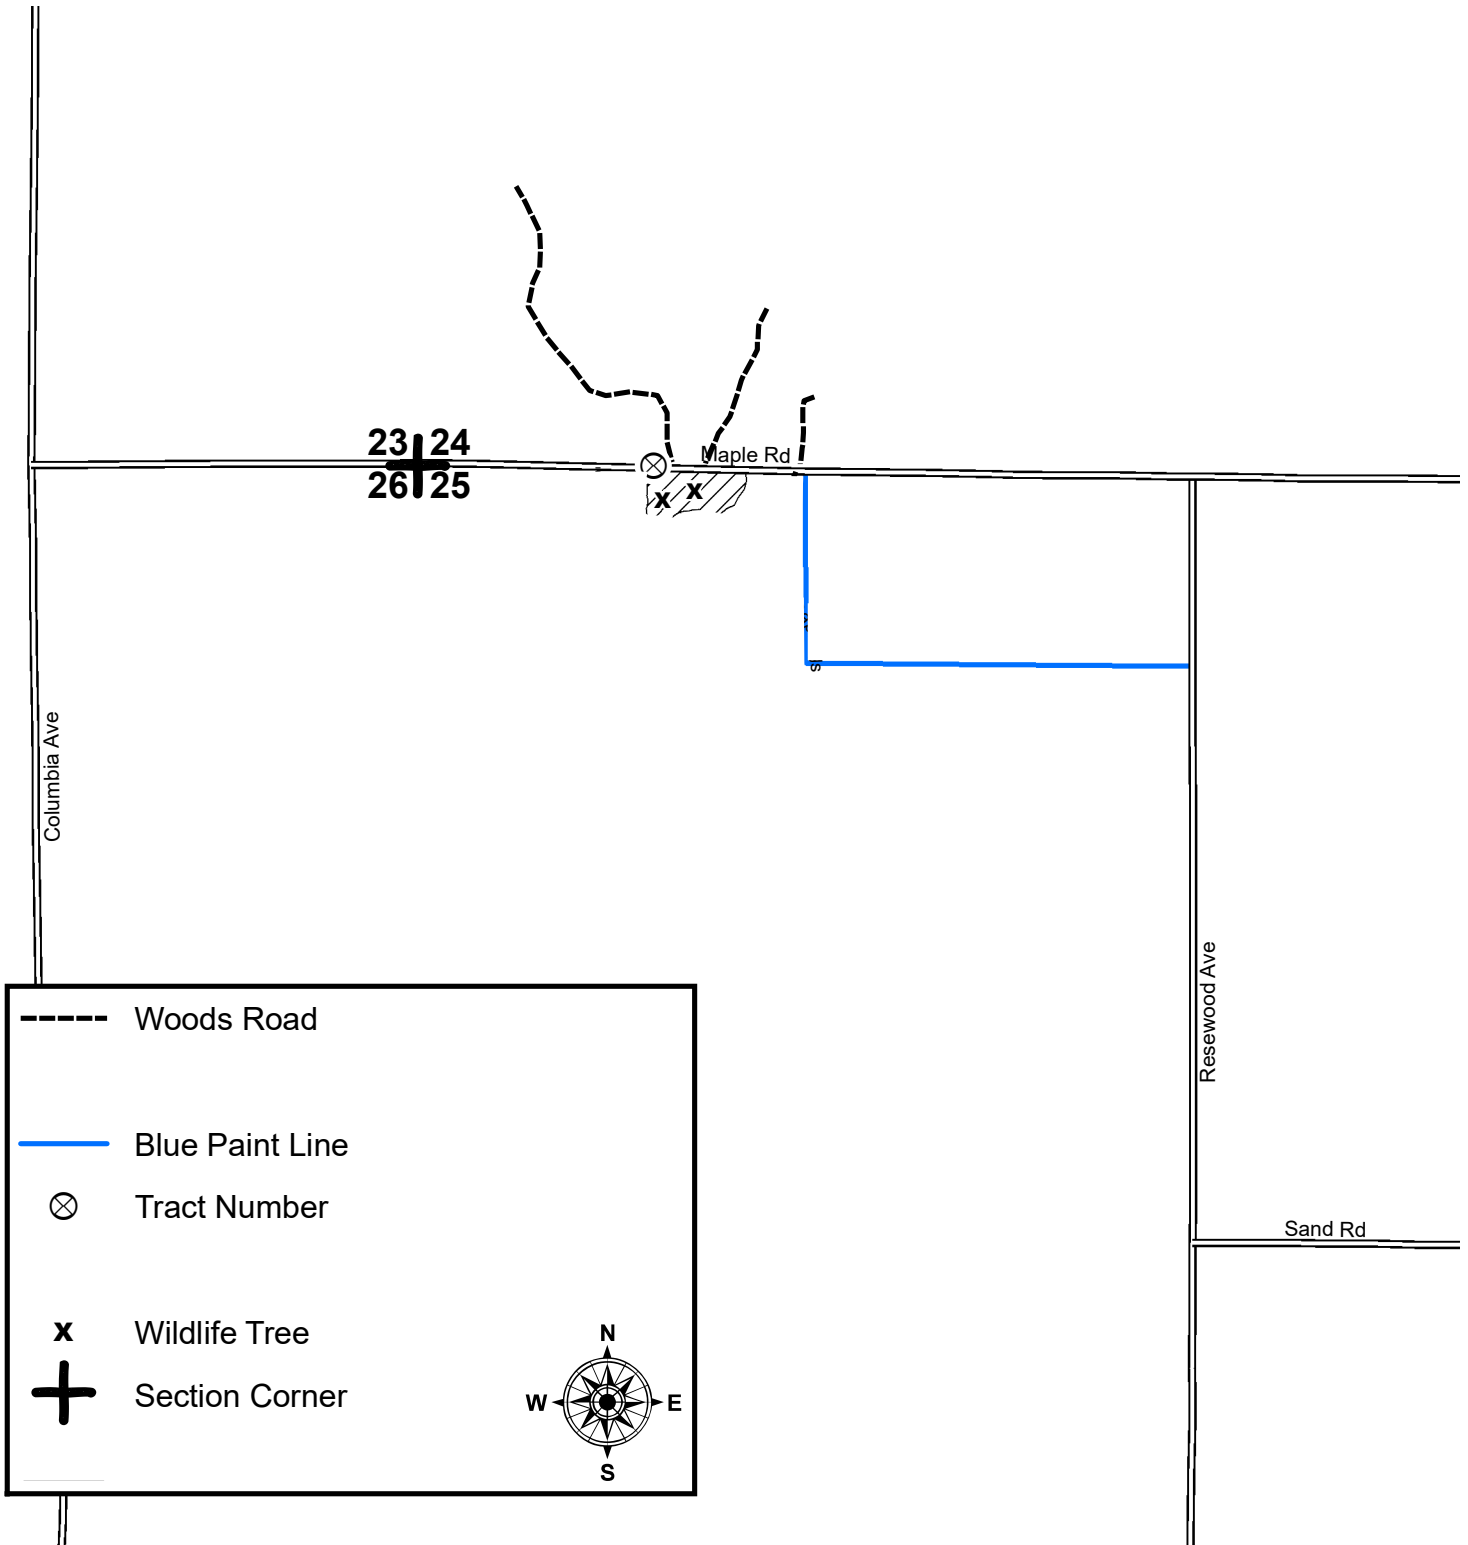 23 24
Maple Rd
26 25
ls
Columbia Ave
Resewood Ave
Woods Road
Blue Paint Line
Tract Number
Sand Rd
x Wildlife Tree
Section Corner
N
W E
S